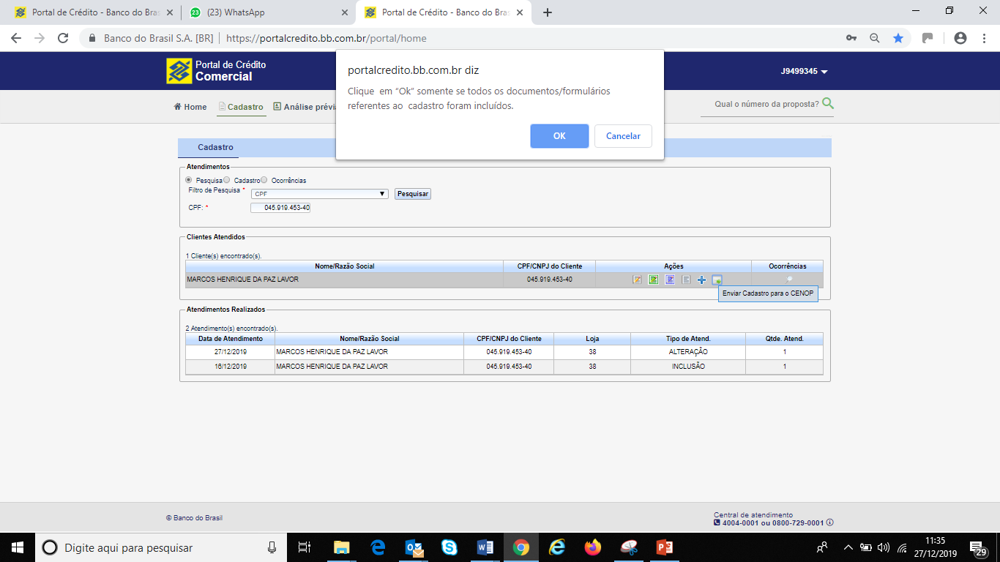 Portal de Crédito - Banco do Bras
(23) WhatsApp
Portal de Crédito - Banco do Bras
Banco do Brasil S.A. [BR]
https://portalcredito.bb.com.br/portal/home
Portal de Crédito
Comercial
J9499345
portalcredito.bb.com.br diz
Clique em “Ok” somente se todos os documentos/formulários
referentes ao cadastro foram incluídos.
OK
Cancelar
Home
Cadastro
Análise prévi
Qual o número da proposta?
Cadastro
Atendimentos
Pesquisa Cadastro Ocorrências
Filtro de Pesquisa *
CPF
Pesquisar
CPF: *
045.919.453-40
Clientes Atendidos
1 Cliente(s) encontrado(s).
Nome/Razão Social CPF/CNPJ do Cliente Ações Ocorrências
MARCOS HENRIQUE DA PAZ LAVOR 045.919.453-40
Enviar Cadastro para o CENOP
Atendimentos Realizados
2 Atendimento(s) encontrado(s).
Data de Atendimento Nome/Razão Social CPF/CNPJ do Cliente Loja Tipo de Atend. Qtde. Atend.
27/12/2019 MARCOS HENRIQUE DA PAZ LAVOR 045.919.453-40 38 ALTERAÇÃO 1
16/12/2019 MARCOS HENRIQUE DA PAZ LAVOR 045.919.453-40 38 INCLUSÃO 1
© Banco do Brasil
Central de atendimento
4004-0001 ou 0800-729-0001
Digite aqui para pesquisar
11:35
27/12/2019
29